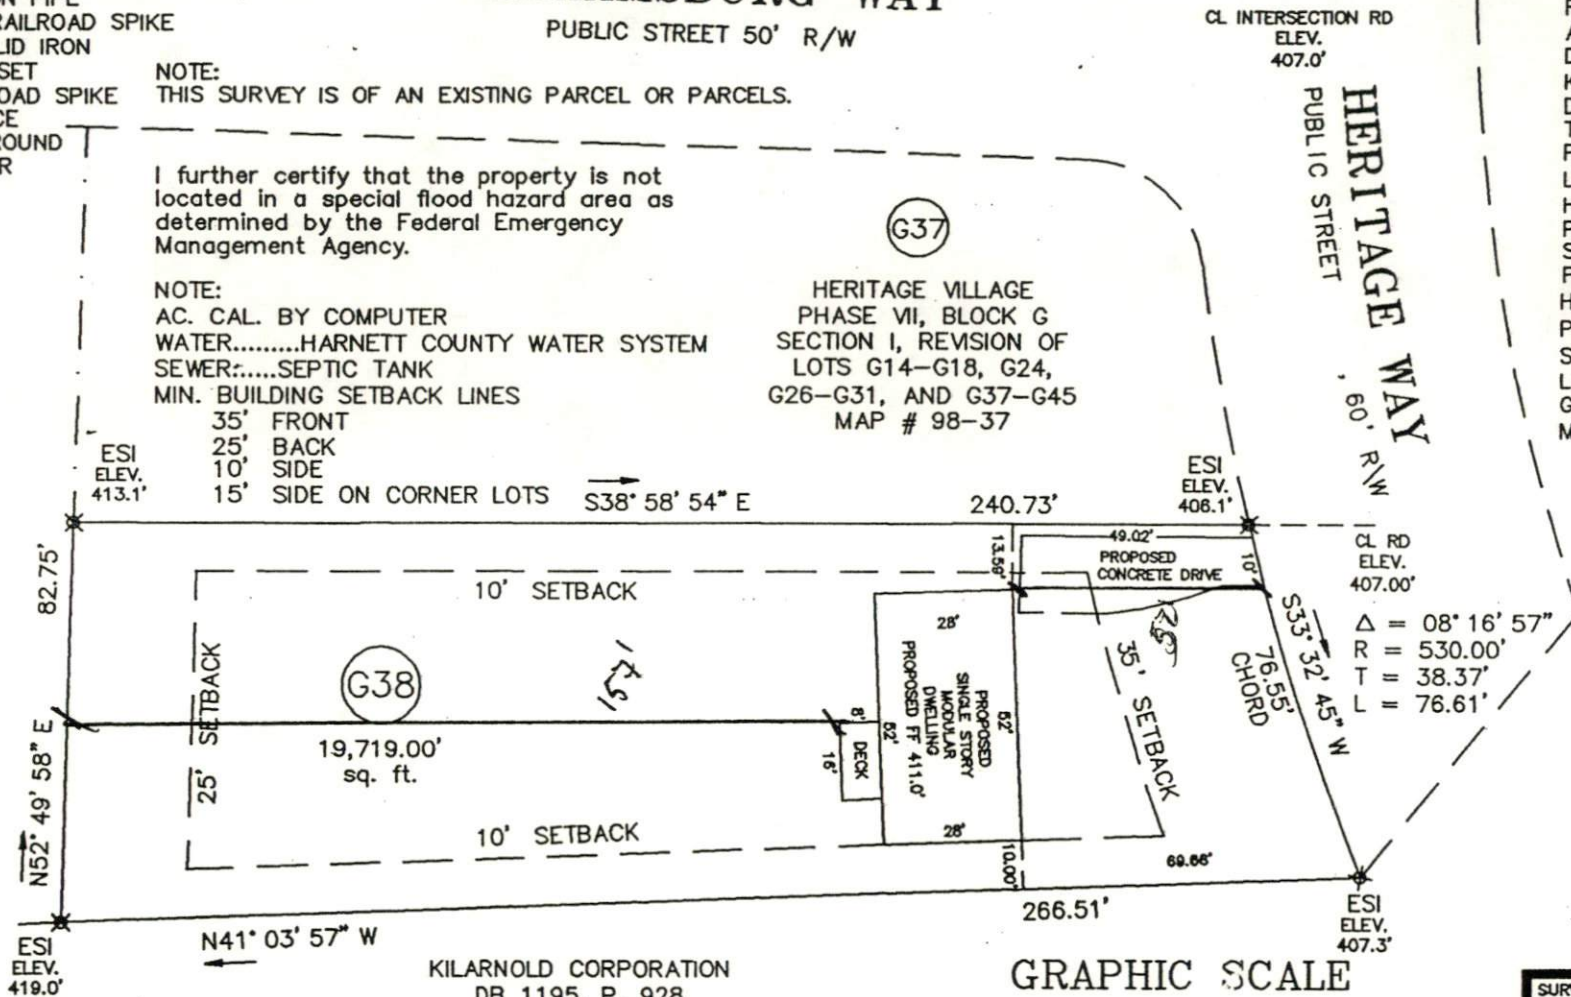 RAILROAD SPIKE
IRON
SET
SPIKE
WAY
PUBLIC STREET 50' R/W
CL INTERSECTION RD
ELEV.
407.0'
NOTE:
THIS SURVEY IS OF AN EXISTING PARCEL OR PARCELS.
HERITAGE WAY
PUBLIC STREET , 60' R\W
I further certify that the property is not
located in a special flood hazard area as
determined by the Federal Emergency
Management Agency.
G37
HERITAGE VILLAGE
PHASE VII, BLOCK G
SECTION I, REVISION OF
LOTS G14-G18, G24,
G26-G31, AND G37-G45
MAP # 98-37
NOTE:
AC. CAL. BY COMPUTER
WATER.........HARNETT COUNTY WATER SYSTEM
SEWER:.....SEPTIC TANK
MIN. BUILDING SETBACK LINES
35' FRONT
25' BACK
10' SIDE
15' SIDE ON CORNER LOTS
ESI
ELEV.
413.1'
S38° 58' 54" E
240.73'
ESI
ELEV.
CL RD
ELEV.
407.00'
Δ = 08° 16' 57"
R = 530.00'
T = 38.37'
L = 76.61'
82.75'
N52° 49' 58" E
10' SETBACK
25' SETBACK
G38
19,719.00'
sq. ft.
10' SETBACK
13.56'
49.02'
PROPOSED
CONCRETE DRIVE
10'
28'
PROPOSED
SINGLE STORY
MODULAR
DWELLING
PROPOSED FF 411.0'
52'
52'
8'
DECK
16'
28'
10.00'
35' SETBACK
S33° 32' 45" W
76.55'
CHORD
69.66'
266.51'
N41° 03' 57" W
ESI
ELEV.
419.0'
ESI
ELEV.
407.3'
KILARNOLD CORPORATION
DB 1195, P. 928
GRAPHIC SCALE